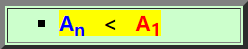 ▪ Aₙ < A₁